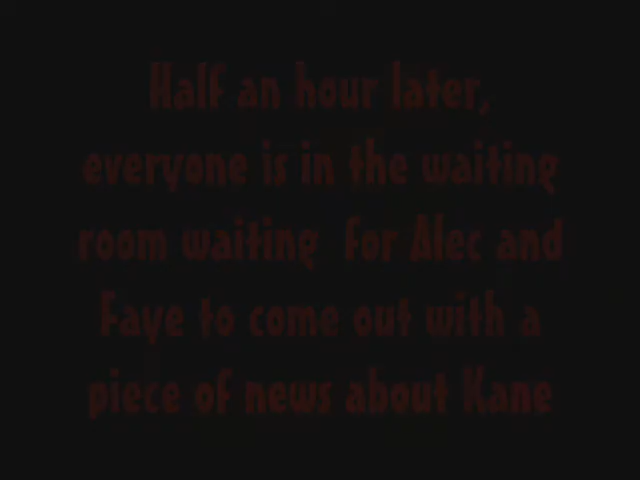 Half an hour later,
everyone is in the waiting
room waiting for Alec and
Faye to come out with a
piece of news about Kane